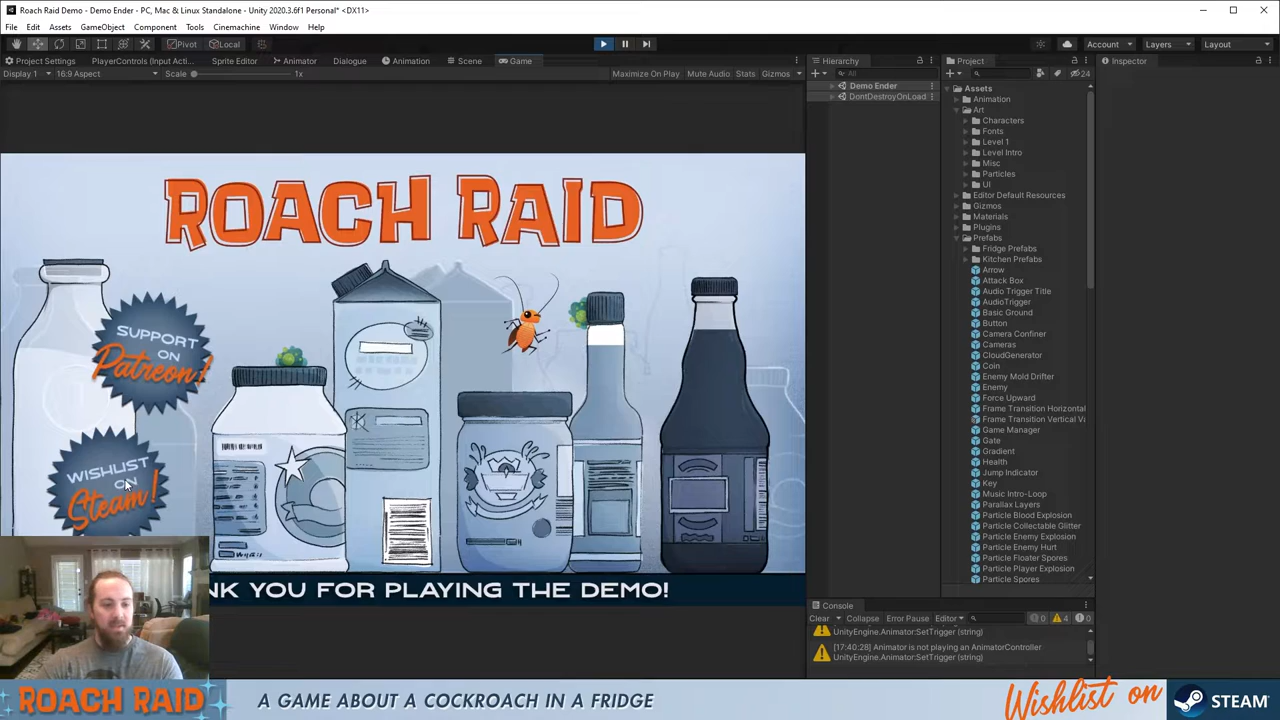 Roach Raid Demo - Demo Ender - PC, Mac & Linux Standalone - Unity 2020.3.6f1 Personal* <DX11>
File Edit Assets GameObject Component Tools Cinemachine Window Help
Pivot Local Account Layers Layout
Project Settings PlayerControls (Input Acti... Sprite Editor Animator Dialogue Animation Scene Game
Display 1 16:9 Aspect Scale 1x Maximize On Play Mute Audio Stats Gizmos
Hierarchy
All
Demo Ender
DontDestroyOnLoad
Project
24
Assets
Animation
Art
Characters
Fonts
Level 1
Level Intro
Misc
Particles
UI
Editor Default Resources
Gizmos
Materials
Plugins
Prefabs
Fridge Prefabs
Kitchen Prefabs
Arrow
Attack Box
Audio Trigger Title
AudioTrigger
Basic Ground
Button
Camera Confiner
Cameras
CloudGenerator
Coin
Enemy Mold Drifter
Enemy
Force Upward
Frame Transition Horizontal
Frame Transition Vertical Va
Game Manager
Gate
Gradient
Health
Jump Indicator
Key
Music Intro-Loop
Parallax Layers
Particle Blood Explosion
Particle Collectable Glitter
Particle Enemy Explosion
Particle Enemy Hurt
Particle Floater Spores
Particle Player Explosion
Particle Spores
Inspector
ROACH RAID
SUPPORT
ON
Patreon!
WISHLIST
ON
Steam!
NK YOU FOR PLAYING THE DEMO!
Console
Clear Collapse Error Pause Editor 0 4 0
UnityEngine.Animator:SetTrigger (string)
[17:40:28] Animator is not playing an AnimatorController
UnityEngine.Animator:SetTrigger (string)
ROACH RAID A GAME ABOUT A COCKROACH IN A FRIDGE Wishlist on STEAM